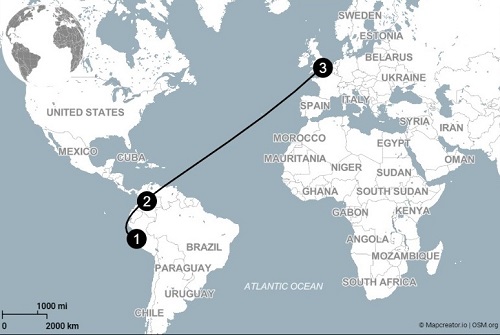 SWEDEN
ESTONIA
BELARUS
3
UKRAINE
ITALY
SPAIN
UNITED STATES
SYRIA
IRAN
MOROCCO
EGYPT
MEXICO
CUBA
MAURITANIA
OMAN
NIGER
SUDAN
GHANA
SOUTH SUDAN
2
GABON
KENYA
1
ANGOLA
BRAZIL
MOZAMBIQUE
PARAGUAY
SOUTH AFRICA
ATLANTIC OCEAN
URUGUAY
1000 mi
CHILE
0
2000 km
© Mapcreator.io | OSM.org